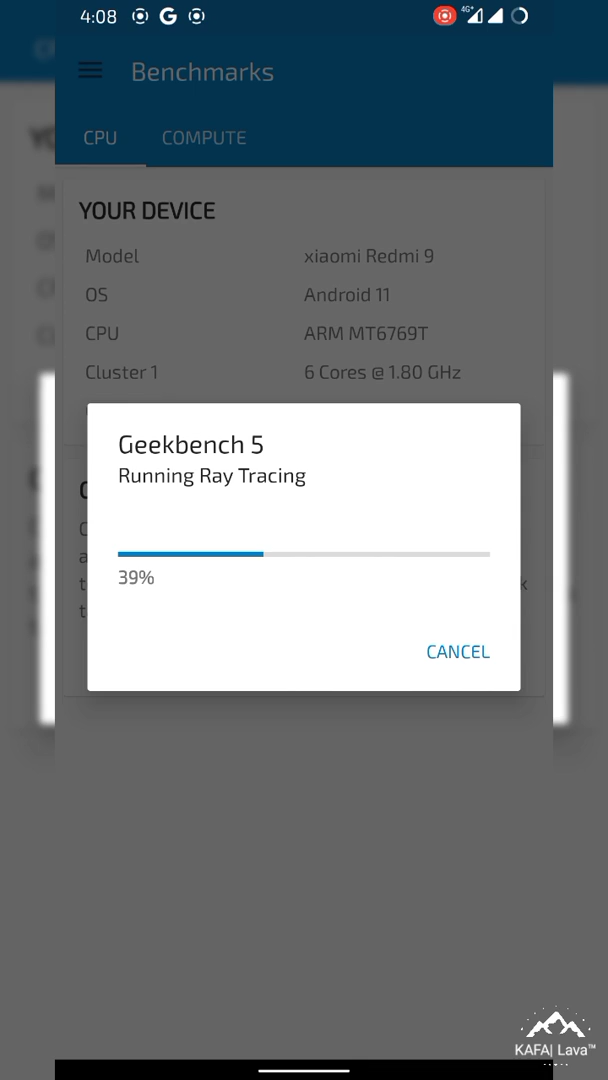 4:08
4G+
Benchmarks
CPU COMPUTE
YOUR DEVICE
Model xiaomi Redmi 9
OS Android 11
CPU ARM MT6769T
Cluster 1 6 Cores @ 1.80 GHz
Geekbench 5
Running Ray Tracing
39%
CANCEL
KAFA| Lava™